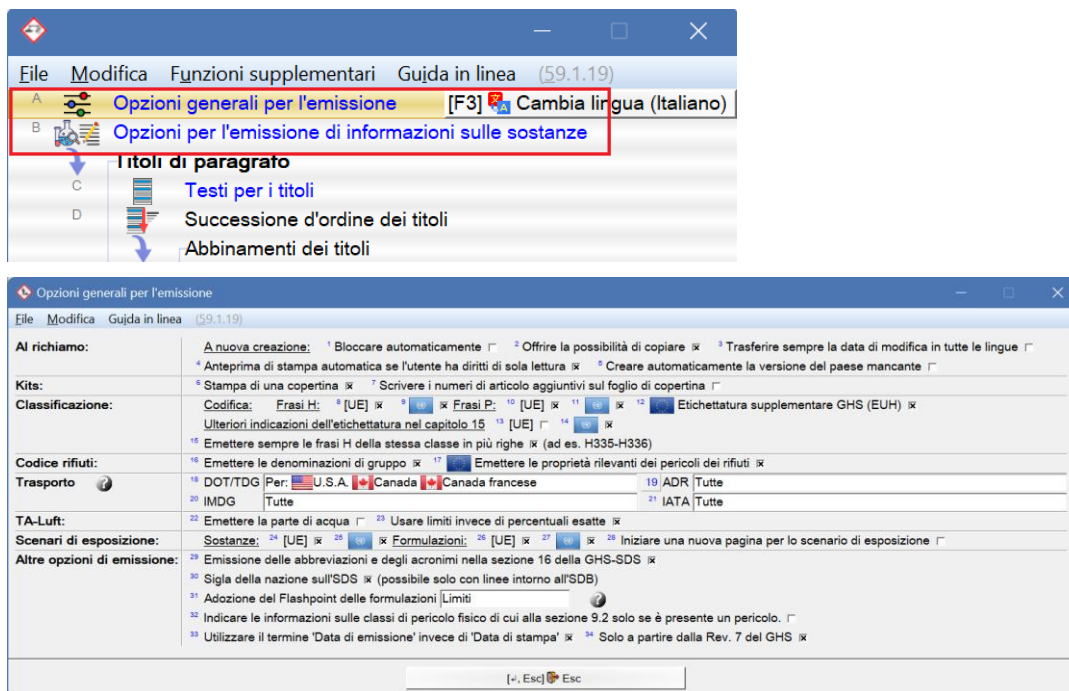 File Modifica Funzioni supplementari Guida in linea (59.1.19)
A Opzioni generali per l'emissione [F3] Cambia lingua (Italiano)
B Opzioni per l'emissione di informazioni sulle sostanze
Titoli di paragrafo
C Testi per i titoli
D Successione d'ordine dei titoli
Abbinamenti dei titoli
Opzioni generali per l'emissione
File Modifica Guida in linea (59.1.19)
Al richiamo: A nuova creazione: 1 Bloccare automaticamente 2 Offrire la possibilità di copiare 3 Trasferire sempre la data di modifica in tutte le lingue
4 Anteprima di stampa automatica se l'utente ha diritti di sola lettura 5 Creare automaticamente la versione del paese mancante
Kits: 6 Stampa di una copertina 7 Scrivere i numeri di articolo aggiuntivi sul foglio di copertina
Classificazione: Codifica: Frasi H: 8 [UE] 9 Frasi P: 10 [UE] 11 12 Etichettatura supplementare GHS (EUH)
Ulteriori indicazioni dell'etichettatura nel capitolo 15 13 [UE] 14
15 Emettere sempre le frasi H della stessa classe in più righe (ad es. H335-H336)
Codice rifiuti: 16 Emettere le denominazioni di gruppo 17 Emettere le proprietà rilevanti dei pericoli dei rifiuti
Trasporto 18 DOT/TDG Per: U.S.A. Canada Canada francese 19 ADR Tutte
20 IMDG Tutte 21 IATA Tutte
TA-Luft: 22 Emettere la parte di acqua 23 Usare limiti invece di percentuali esatte
Scenari di esposizione: Sostanze: 24 [UE] 25 Formulazioni: 26 [UE] 27 28 Iniziare una nuova pagina per lo scenario di esposizione
Altre opzioni di emissione: 29 Emissione delle abbreviazioni e degli acronimi nella sezione 16 della GHS-SDS
30 Sigla della nazione sull'SDS (possibile solo con linee intorno all'SDB)
31 Adozione del Flashpoint delle formulazioni Limiti
32 Indicare le informazioni sulle classi di pericolo fisico di cui alla sezione 9.2 solo se è presente un pericolo.
33 Utilizzare il termine 'Data di emissione' invece di 'Data di stampa' 34 Solo a partire dalla Rev. 7 del GHS
[↵, Esc] Esc